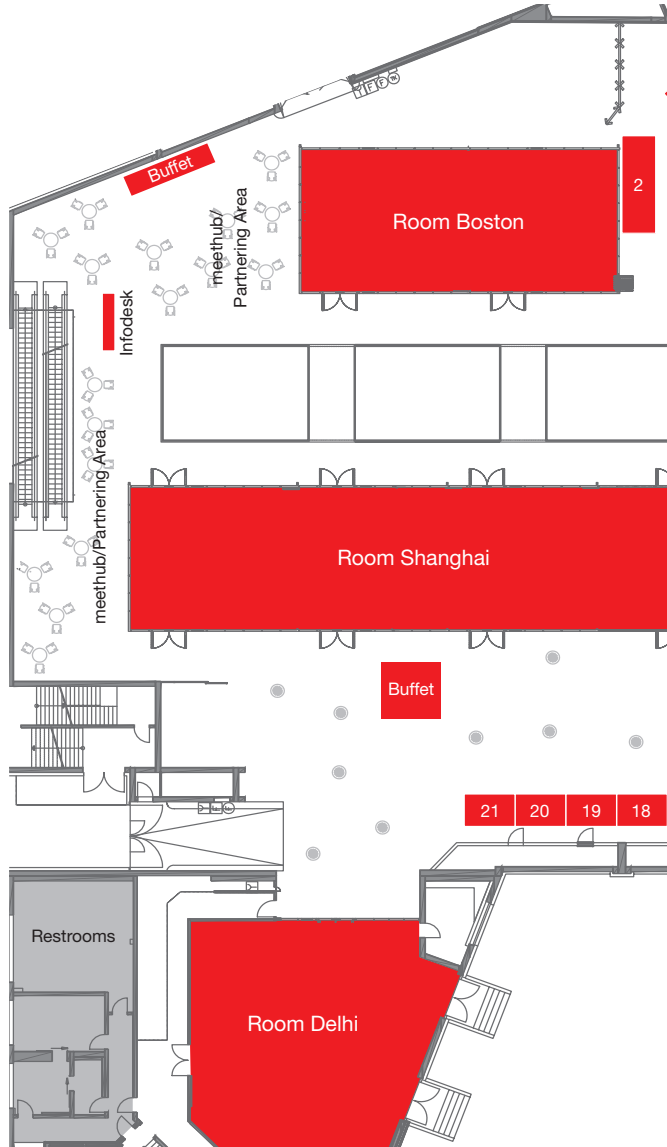 Buffet
2
meethub/
Partnering Area
Room Boston
Infodesk
meethub/Partnering Area
Room Shanghai
Buffet
21
20
19
18
Restrooms
Room Delhi